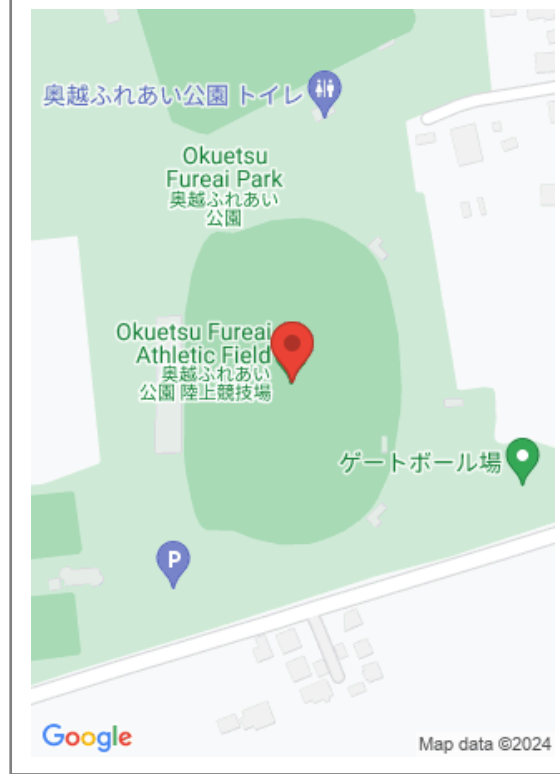 奥越ふれあい公園 トイレ
Okuetsu
Fureai Park
奥越ふれあい
公園
Okuetsu Fureai
Athletic Field
奥越ふれあい
公園 陸上競技場
ゲートボール場
P
Google
Map data ©2024